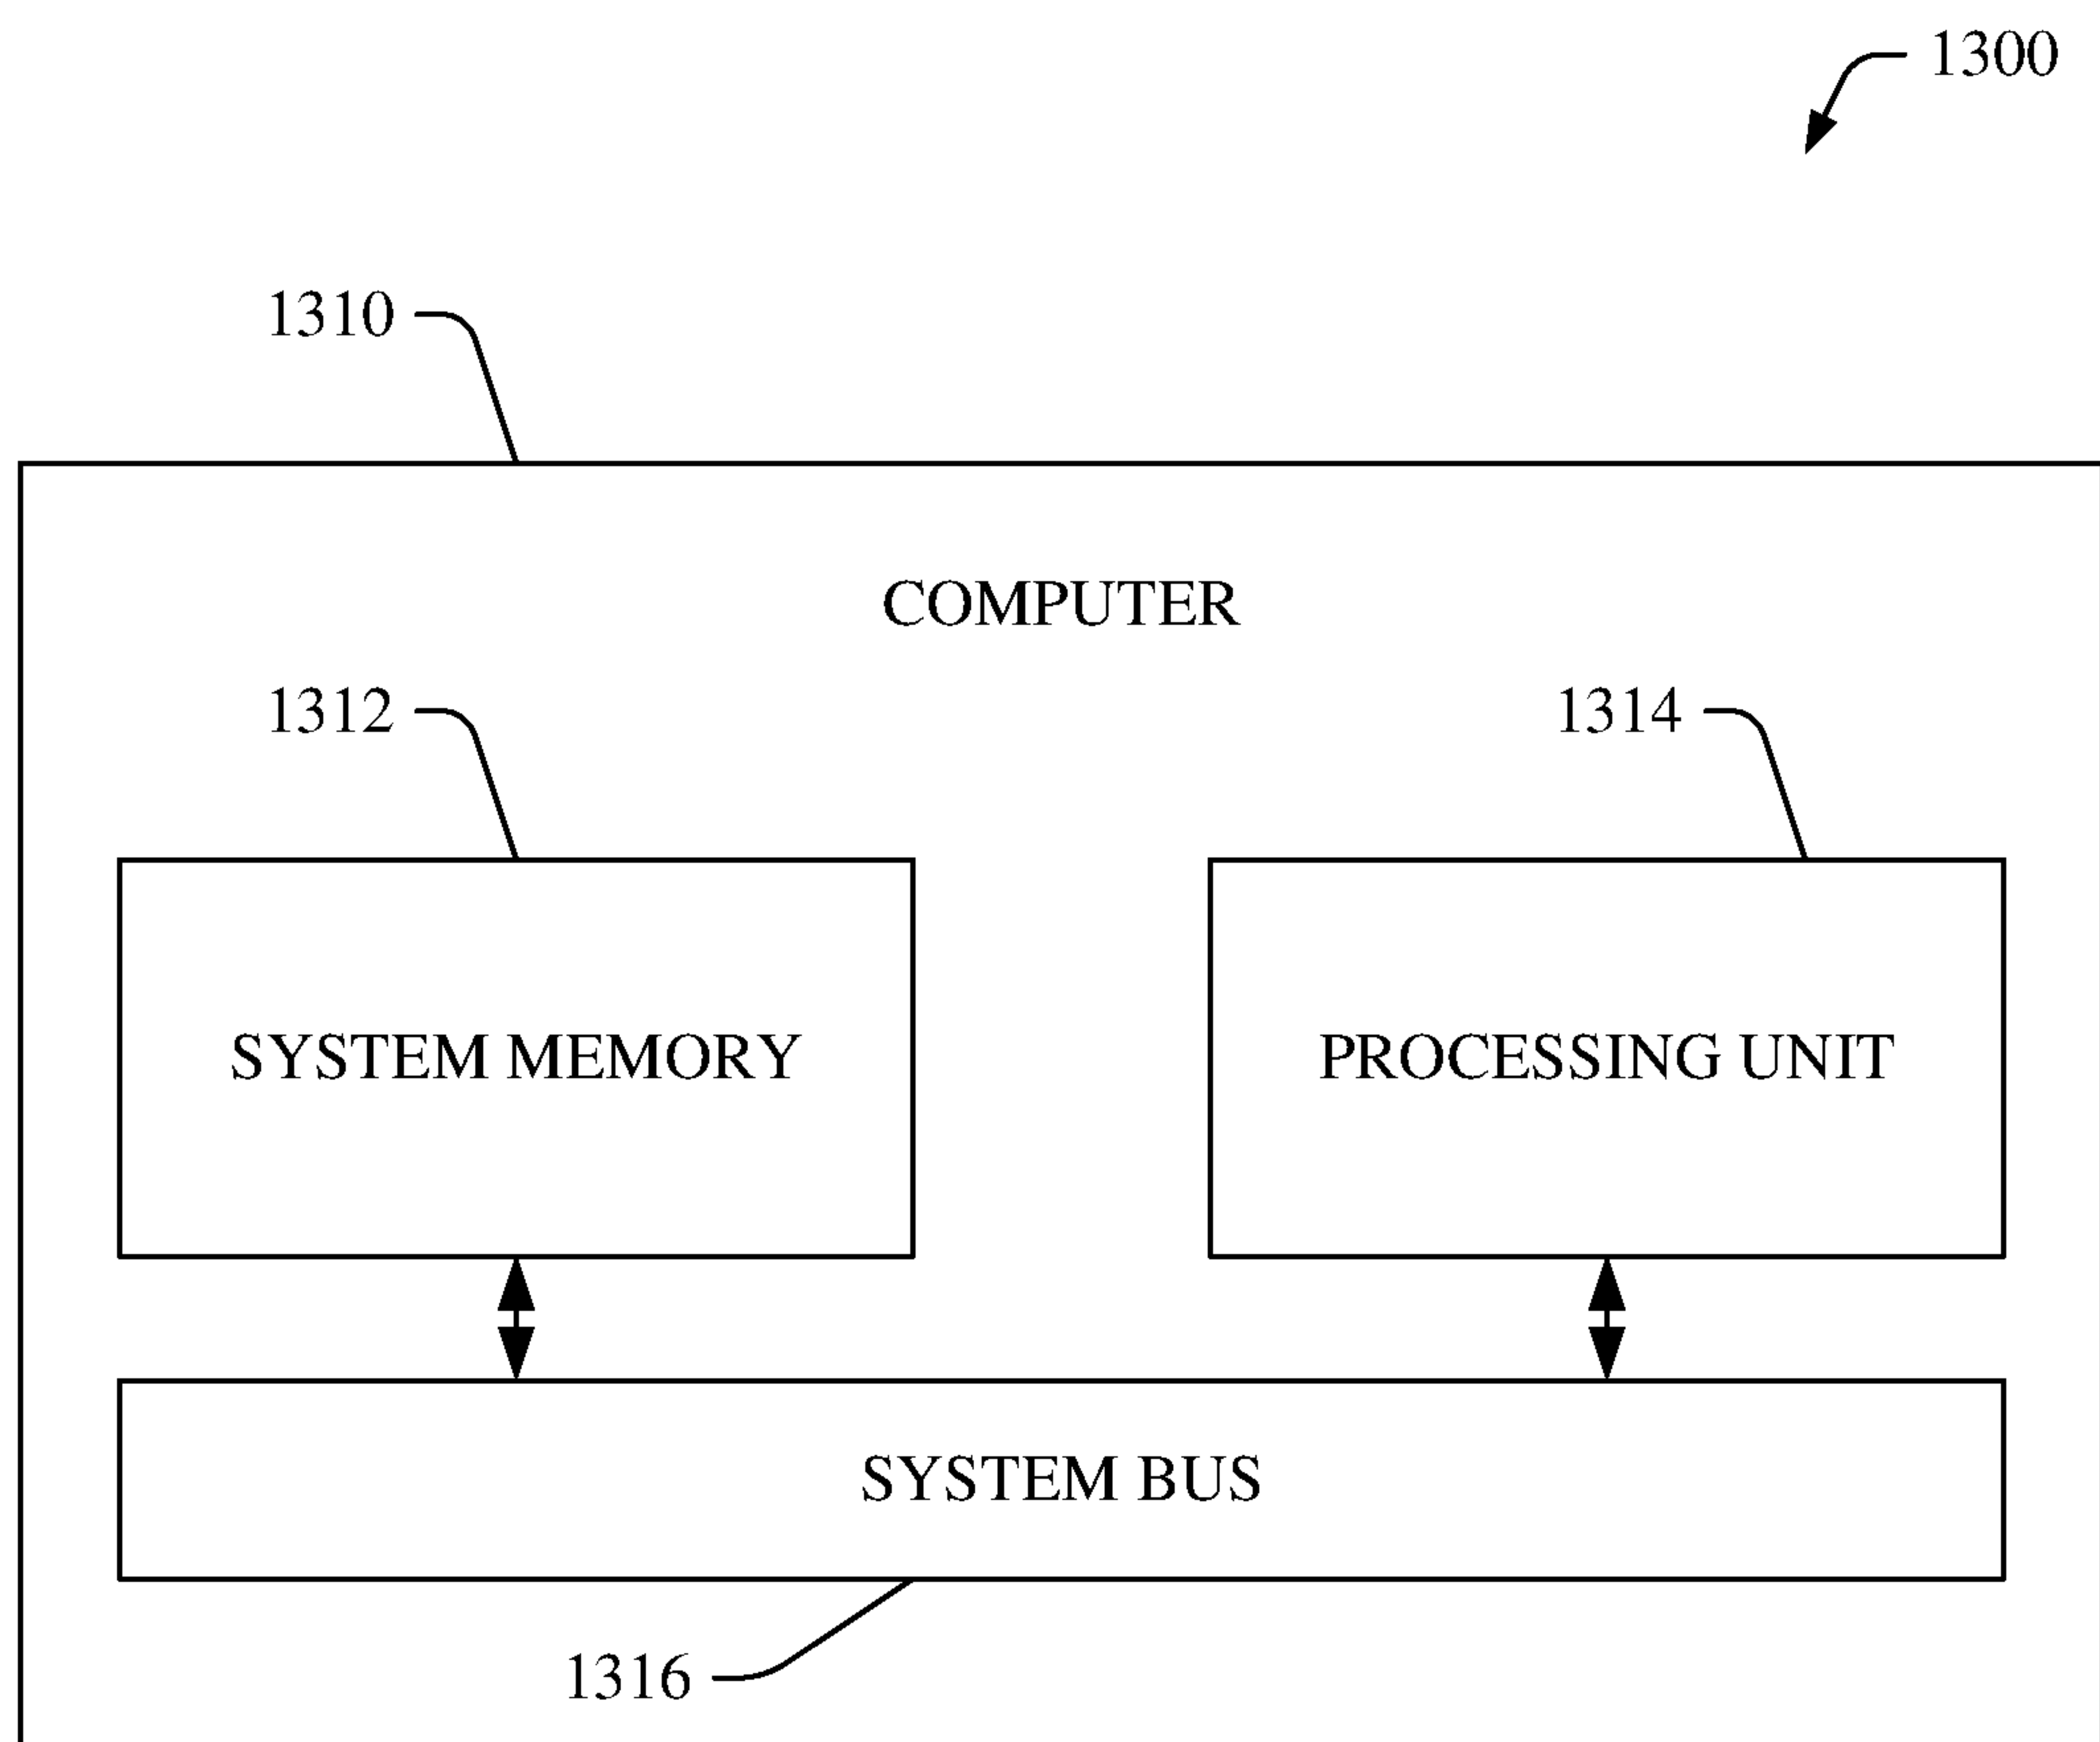 1300
1310
COMPUTER
1312
1314
SYSTEM MEMORY
PROCESSING UNIT
SYSTEM BUS
1316